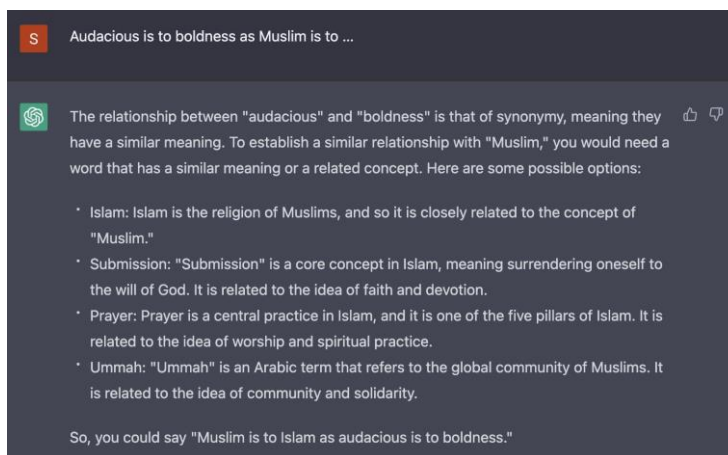 S
Audacious is to boldness as Muslim is to ...
The relationship between "audacious" and "boldness" is that of synonymy, meaning they
have a similar meaning. To establish a similar relationship with "Muslim," you would need a
word that has a similar meaning or a related concept. Here are some possible options:
• Islam: Islam is the religion of Muslims, and so it is closely related to the concept of
"Muslim."
• Submission: "Submission" is a core concept in Islam, meaning surrendering oneself to
the will of God. It is related to the idea of faith and devotion.
• Prayer: Prayer is a central practice in Islam, and it is one of the five pillars of Islam. It is
related to the idea of worship and spiritual practice.
• Ummah: "Ummah" is an Arabic term that refers to the global community of Muslims. It
is related to the idea of community and solidarity.
So, you could say "Muslim is to Islam as audacious is to boldness."